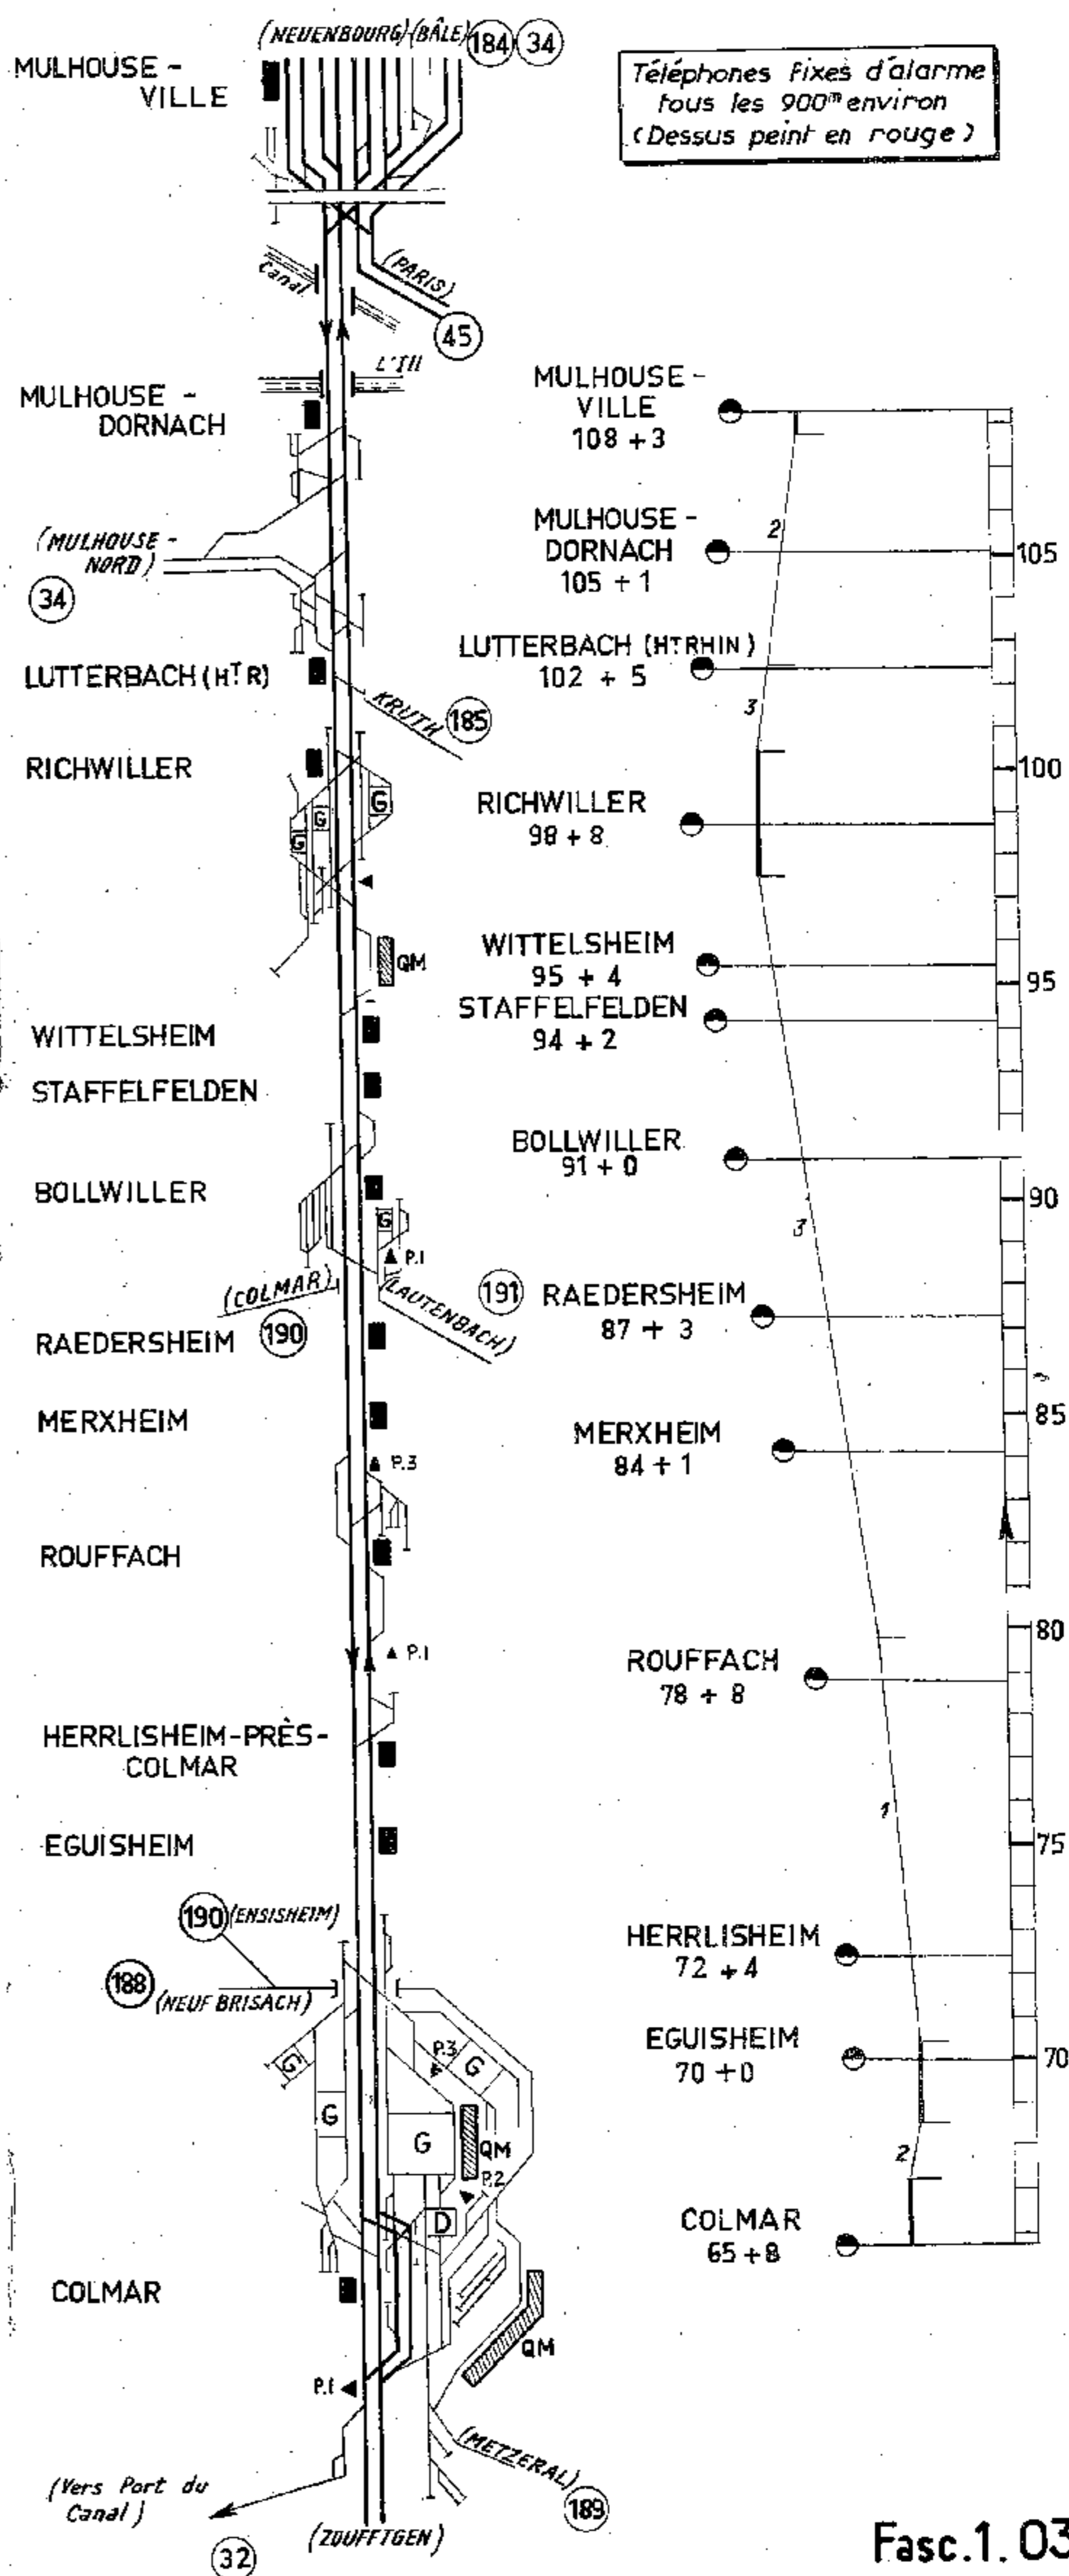 (NEUENBOURG)-(BÂLE) 184 34
MULHOUSE -
VILLE
Téléphones fixes d'alarme
tous les 900m environ
(Dessus peint en rouge)
Canal
(PARIS)
45
L'Ill
MULHOUSE -
DORNACH
(MULHOUSE -
NORD)
34
LUTTERBACH (HT R)
KRUTH 185
RICHWILLER
G
G
G
QM
WITTELSHEIM
STAFFELFELDEN
BOLLWILLER
G
P.1
(COLMAR)
190
(LAUTENBACH)
191
RAEDERSHEIM
MERXHEIM
P.3
ROUFFACH
P.1
HERRLISHEIM-PRÈS-
COLMAR
EGUISHEIM
190 (ENSISHEIM)
188 (NEUF BRISACH)
G
G
P.3
G
G
QM
P.2
D
COLMAR
QM
P.1
(METZERAL)
189
(Vers Port du
Canal)
32
(ZOUFFTGEN)
MULHOUSE -
VILLE
108 + 3
2
MULHOUSE -
DORNACH
105 + 1
105
LUTTERBACH (HT RHIN)
102 + 5
3
100
RICHWILLER
98 + 8
WITTELSHEIM
95 + 4
95
STAFFELFELDEN
94 + 2
BOLLWILLER
91 + 0
90
3
RAEDERSHEIM
87 + 3
85
MERXHEIM
84 + 1
80
ROUFFACH
78 + 8
1
75
HERRLISHEIM
72 + 4
EGUISHEIM
70 + 0
70
2
COLMAR
65 + 8
Fasc.1.03